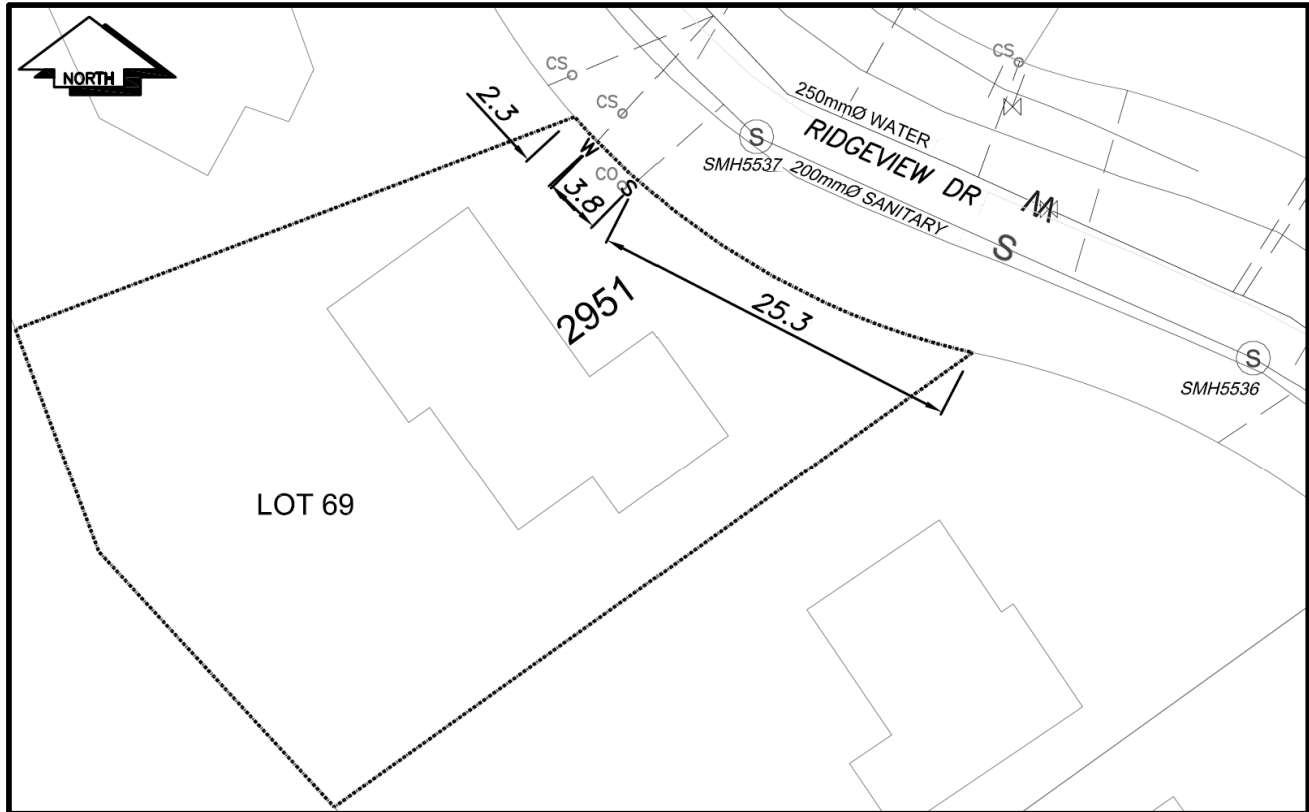 NORTH
CS
CS
CS
2.3
W
CO
S
3.8
250mmØ WATER
RIDGEVIEW DR
S
SMH5537
200mmØ SANITARY
M
S
2951
25.3
S
SMH5536
LOT 69